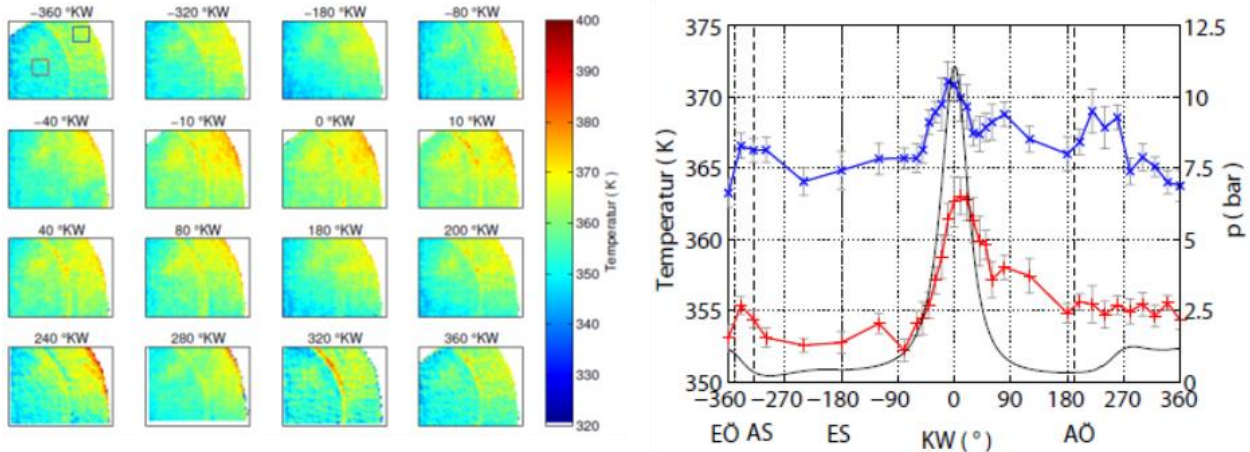 −360 °KW −320 °KW −180 °KW −80 °KW
−40 °KW −10 °KW 0 °KW 10 °KW
40 °KW 80 °KW 180 °KW 200 °KW
240 °KW 280 °KW 320 °KW 360 °KW
400
390
380
370
360
350
340
330
320
Temperatur ( K )
375
370
365
360
355
350
Temperatur ( K )
12.5
10
7.5
5
2.5
0
p ( bar )
−360 −270 −180 −90 0 90 180 270 360
EÖ AS ES KW ( ° ) AÖ